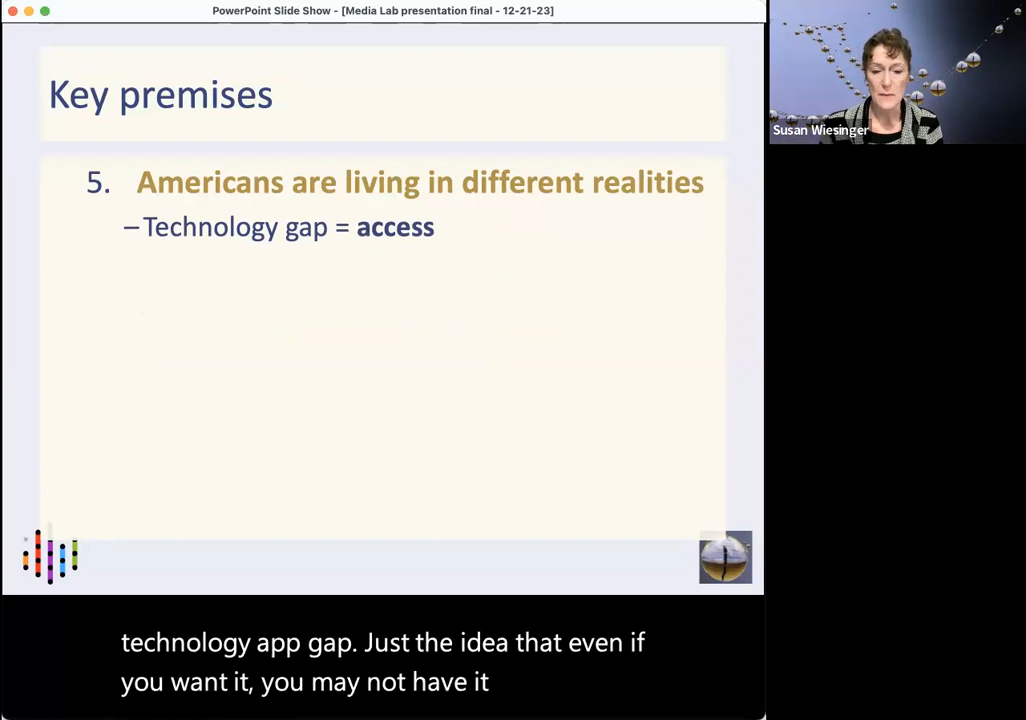 PowerPoint Slide Show - [Media Lab presentation final - 12-21-23]
Key premises
Susan Wiesinger
5. Americans are living in different realities
– Technology gap = access
technology app gap. Just the idea that even if
you want it, you may not have it